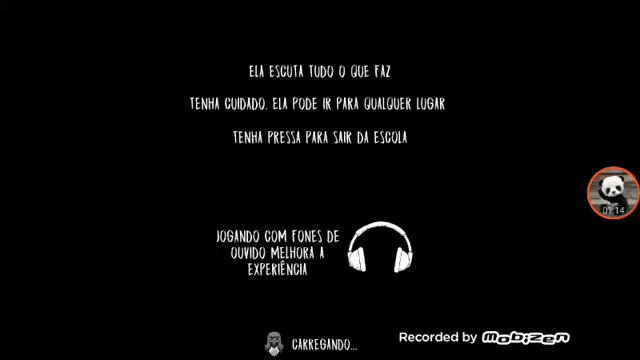 ELA ESCUTA TUDO O QUE FAZ
TENHA CUIDADO. ELA PODE IR PARA QUALQUER LUGAR
TENHA PRESSA PARA SAIR DA ESCOLA
01:14
JOGANDO COM FONES DE
OUVIDO MELHORA A
EXPERIÊNCIA
CARREGANDO...
Recorded by Mobizen